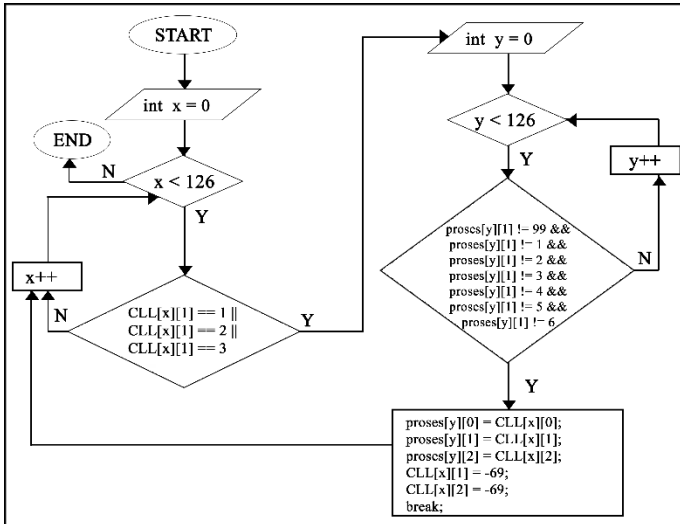 START
int x = 0
END
N
x < 126
Y
x++
N
CLL[x][1] == 1 ||
CLL[x][1] == 2 ||
CLL[x][1] == 3
Y
int y = 0
y < 126
Y
y++
proses[y][1] != 99 &&
proses[y][1] != 1 &&
proses[y][1] != 2 &&
proses[y][1] != 3 &&
proses[y][1] != 4 &&
proses[y][1] != 5 &&
proses[y][1] != 6
N
Y
proses[y][0] = CLL[x][0];
proses[y][1] = CLL[x][1];
proses[y][2] = CLL[x][2];
CLL[x][1] = -69;
CLL[x][2] = -69;
break;